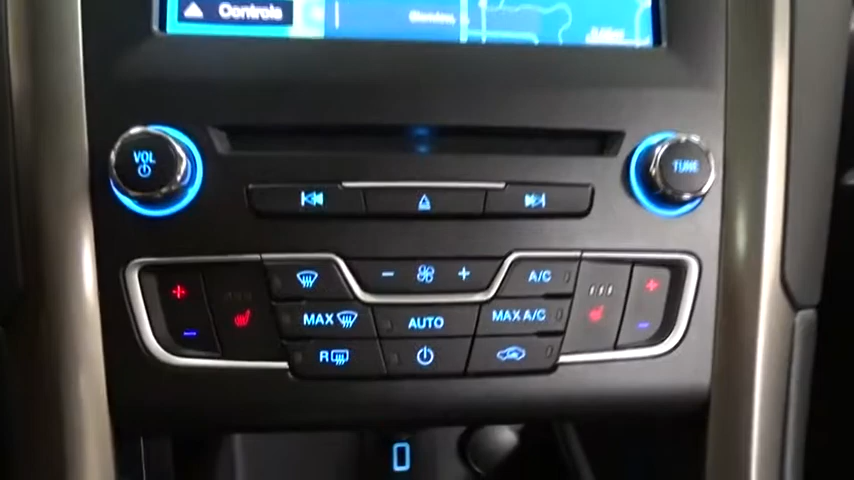 Controls
VOL
TUNE
- +
A/C
+ +
MAX
AUTO
MAX A/C
- -
R